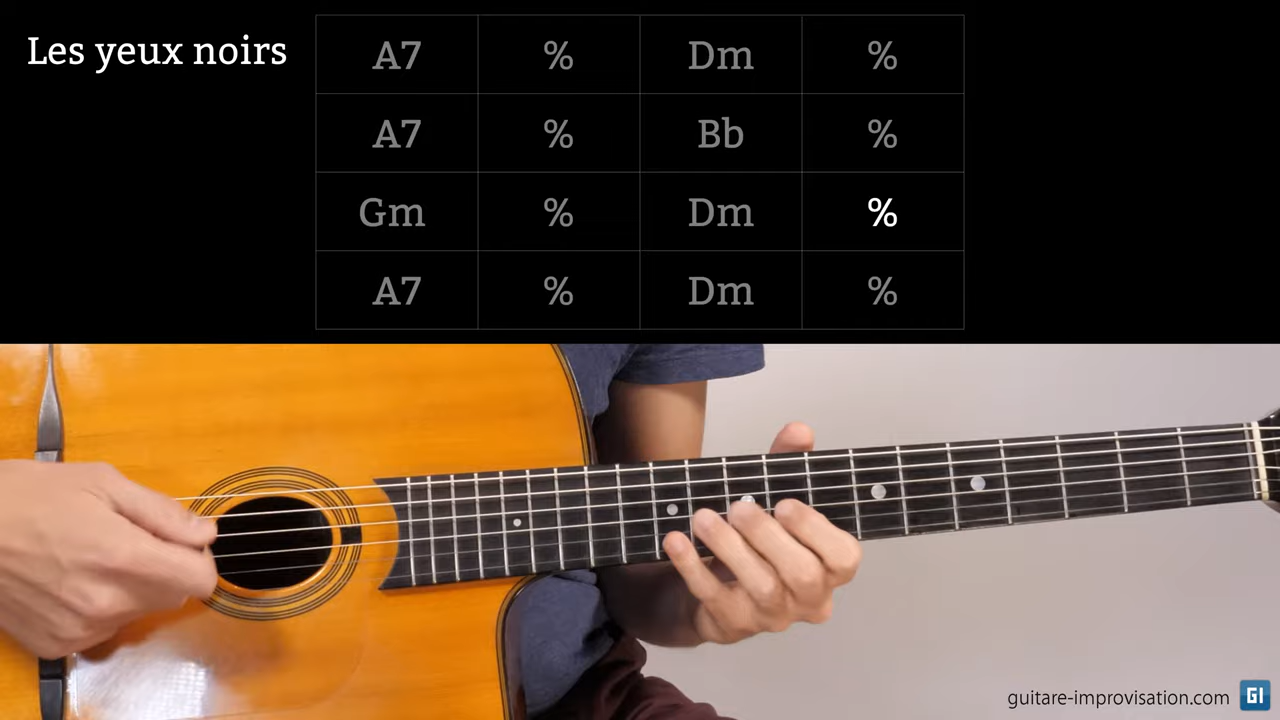 Les yeux noirs
A7 % Dm %
A7 % Bb %
Gm % Dm %
A7 % Dm %
guitare-improvisation.com GI